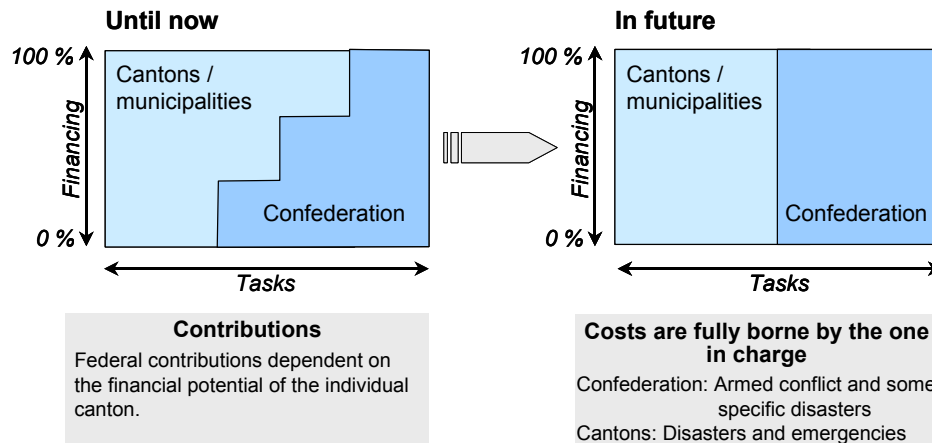 Until now
100 %
Cantons /
municipalities
Financing
Confederation
0 %
Tasks
Contributions
Federal contributions dependent on
the financial potential of the individual
canton.
In future
100 %
Cantons /
municipalities
Financing
Confederation
0 %
Tasks
Costs are fully borne by the one
in charge
Confederation: Armed conflict and some
specific disasters
Cantons: Disasters and emergencies